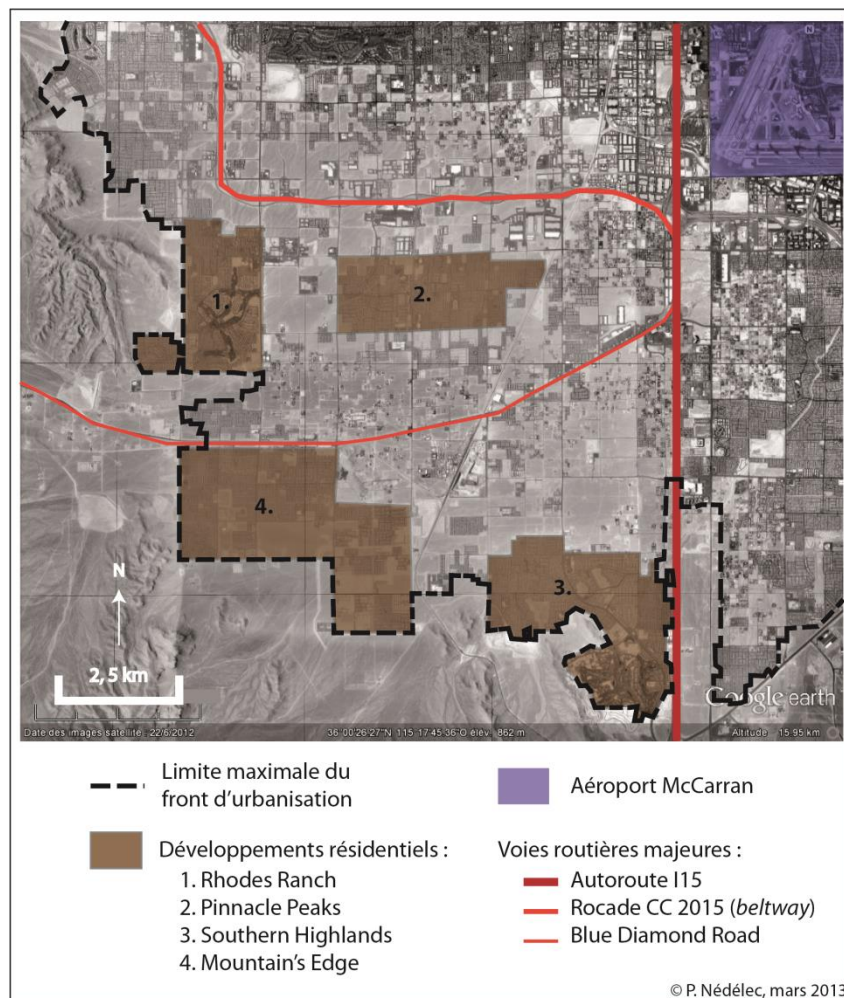 N
1.
2.
4.
3.
N
2,5 km
Google earth
Date des images satellite : 22/6/2012 36°00'26·27"N 115°17'45·36"O élév. 862 m Altitude 15·95 km
Limite maximale du
front d'urbanisation
Aéroport McCarran
Développements résidentiels :
1. Rhodes Ranch
2. Pinnacle Peaks
3. Southern Highlands
4. Mountain's Edge
Voies routières majeures :
Autoroute I15
Rocade CC 2015 (beltway)
Blue Diamond Road
© P. Nédélec, mars 2013